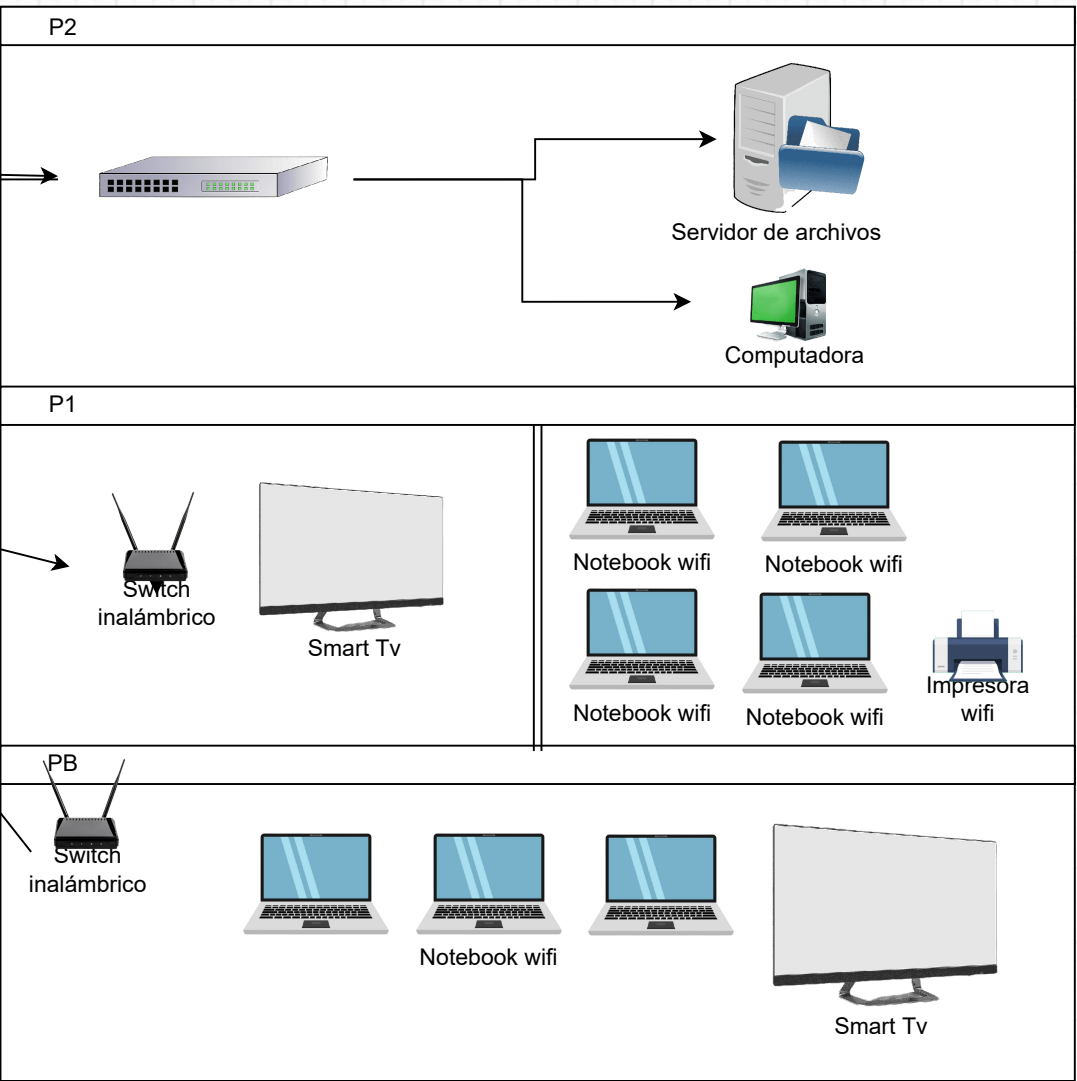 P2
Servidor de archivos
Computadora
P1
Switch
inalámbrico
Smart Tv
Notebook wifi
Notebook wifi
Notebook wifi
Notebook wifi
Impresora
wifi
PB
Switch
inalámbrico
Notebook wifi
Smart Tv